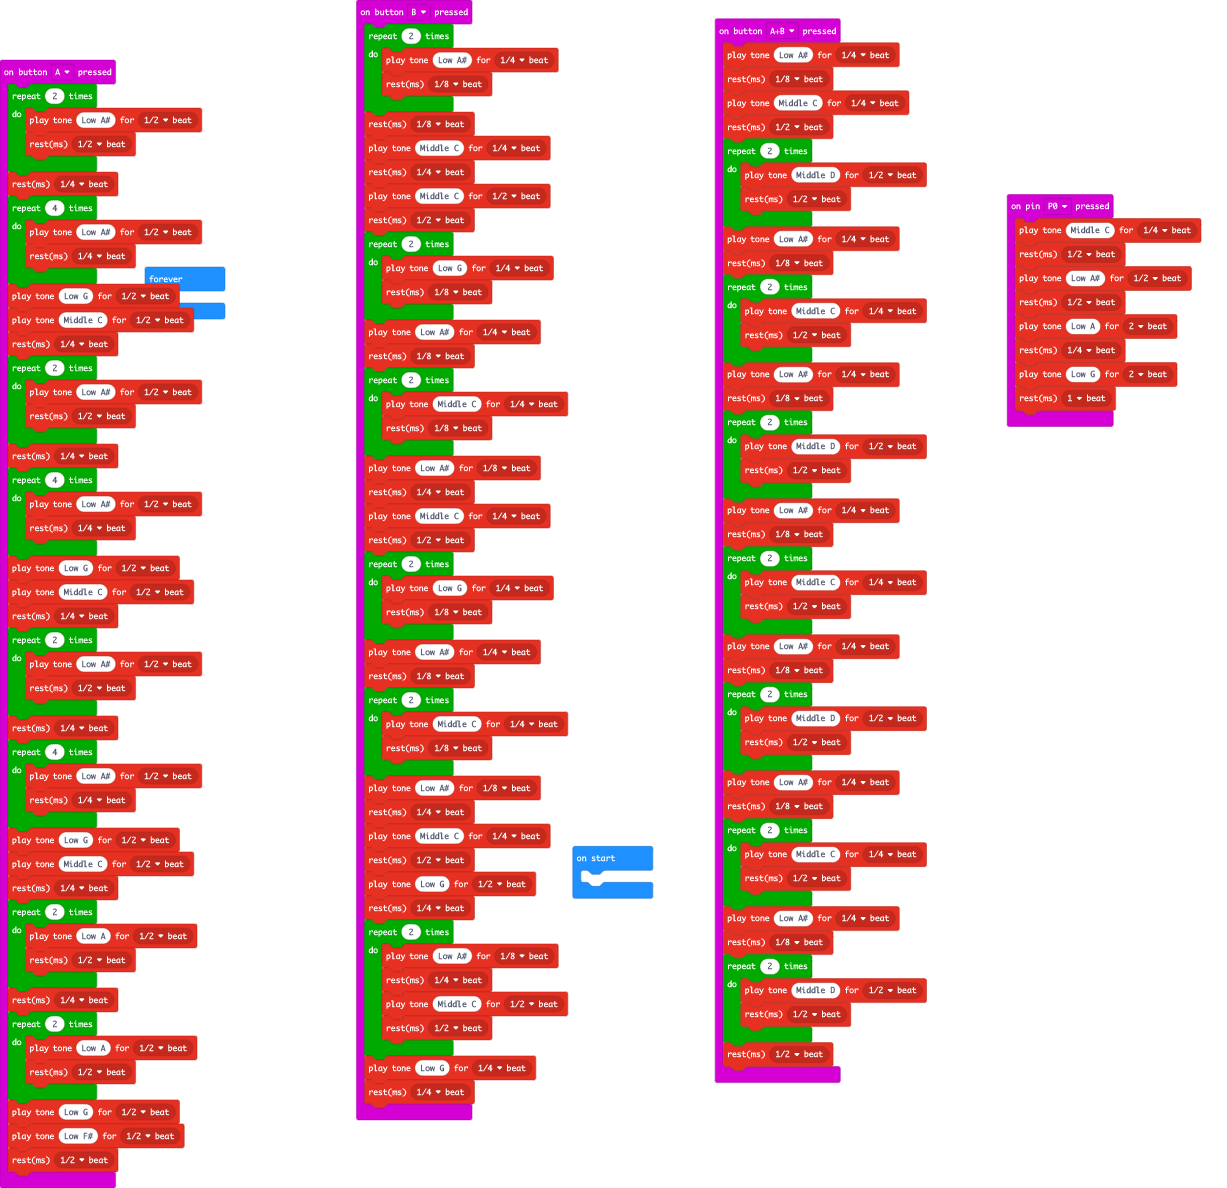 on button A pressed
repeat 2 times
do
play tone Low A# for 1/2 beat
rest(ms) 1/2 beat
rest(ms) 1/4 beat
repeat 4 times
do
play tone Low A# for 1/2 beat
rest(ms) 1/4 beat
play tone Low G for 1/2 beat
play tone Middle C for 1/2 beat
rest(ms) 1/4 beat
repeat 2 times
do
play tone Low A# for 1/2 beat
rest(ms) 1/2 beat
rest(ms) 1/4 beat
repeat 4 times
do
play tone Low A# for 1/2 beat
rest(ms) 1/4 beat
play tone Low G for 1/2 beat
play tone Middle C for 1/2 beat
rest(ms) 1/4 beat
repeat 2 times
do
play tone Low A# for 1/2 beat
rest(ms) 1/2 beat
rest(ms) 1/4 beat
repeat 4 times
do
play tone Low A# for 1/2 beat
rest(ms) 1/4 beat
play tone Low G for 1/2 beat
play tone Middle C for 1/2 beat
rest(ms) 1/4 beat
repeat 2 times
do
play tone Low A for 1/2 beat
rest(ms) 1/2 beat
rest(ms) 1/4 beat
repeat 2 times
do
play tone Low A for 1/2 beat
rest(ms) 1/2 beat
play tone Low G for 1/2 beat
play tone Low F# for 1/2 beat
rest(ms) 1/2 beat
forever
on button B pressed
repeat 2 times
do
play tone Low A# for 1/4 beat
rest(ms) 1/8 beat
rest(ms) 1/8 beat
play tone Middle C for 1/4 beat
rest(ms) 1/4 beat
play tone Middle C for 1/2 beat
rest(ms) 1/2 beat
repeat 2 times
do
play tone Low G for 1/4 beat
rest(ms) 1/8 beat
play tone Low A# for 1/4 beat
rest(ms) 1/8 beat
repeat 2 times
do
play tone Middle C for 1/4 beat
rest(ms) 1/8 beat
play tone Low A# for 1/8 beat
rest(ms) 1/4 beat
play tone Middle C for 1/4 beat
rest(ms) 1/2 beat
repeat 2 times
do
play tone Low G for 1/4 beat
rest(ms) 1/8 beat
play tone Low A# for 1/4 beat
rest(ms) 1/8 beat
repeat 2 times
do
play tone Middle C for 1/4 beat
rest(ms) 1/8 beat
play tone Low A# for 1/8 beat
rest(ms) 1/4 beat
play tone Middle C for 1/4 beat
rest(ms) 1/2 beat
play tone Low G for 1/2 beat
rest(ms) 1/4 beat
repeat 2 times
do
play tone Low A# for 1/8 beat
rest(ms) 1/4 beat
play tone Middle C for 1/2 beat
rest(ms) 1/2 beat
play tone Low G for 1/4 beat
rest(ms) 1/4 beat
on start
on button A+B pressed
play tone Low A# for 1/4 beat
rest(ms) 1/8 beat
play tone Middle C for 1/4 beat
rest(ms) 1/2 beat
repeat 2 times
do
play tone Middle D for 1/2 beat
rest(ms) 1/2 beat
play tone Low A# for 1/4 beat
rest(ms) 1/8 beat
repeat 2 times
do
play tone Middle C for 1/4 beat
rest(ms) 1/2 beat
play tone Low A# for 1/4 beat
rest(ms) 1/8 beat
repeat 2 times
do
play tone Middle D for 1/2 beat
rest(ms) 1/2 beat
play tone Low A# for 1/4 beat
rest(ms) 1/8 beat
repeat 2 times
do
play tone Middle C for 1/4 beat
rest(ms) 1/2 beat
play tone Low A# for 1/4 beat
rest(ms) 1/8 beat
repeat 2 times
do
play tone Middle D for 1/2 beat
rest(ms) 1/2 beat
play tone Low A# for 1/4 beat
rest(ms) 1/8 beat
repeat 2 times
do
play tone Middle C for 1/4 beat
rest(ms) 1/2 beat
play tone Low A# for 1/4 beat
rest(ms) 1/8 beat
repeat 2 times
do
play tone Middle D for 1/2 beat
rest(ms) 1/2 beat
rest(ms) 1/2 beat
on pin P0 pressed
play tone Middle C for 1/4 beat
rest(ms) 1/2 beat
play tone Low A# for 1/2 beat
rest(ms) 1/2 beat
play tone Low A for 2 beat
rest(ms) 1/4 beat
play tone Low G for 2 beat
rest(ms) 1 beat